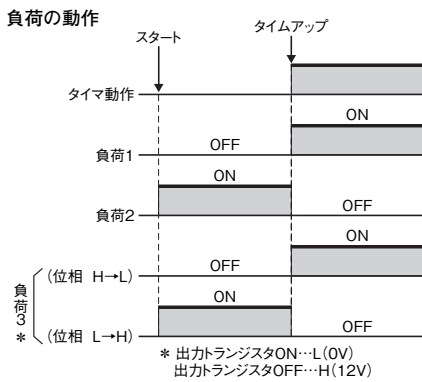 負荷の動作
スタート
タイムアップ
タイマ動作
ON
負荷1
OFF
ON
負荷2
OFF
ON
(位相 H→L)
OFF
負荷3*
ON
(位相 L→H)
OFF
* 出力トランジスタON…L(0V)
出力トランジスタOFF…H(12V)